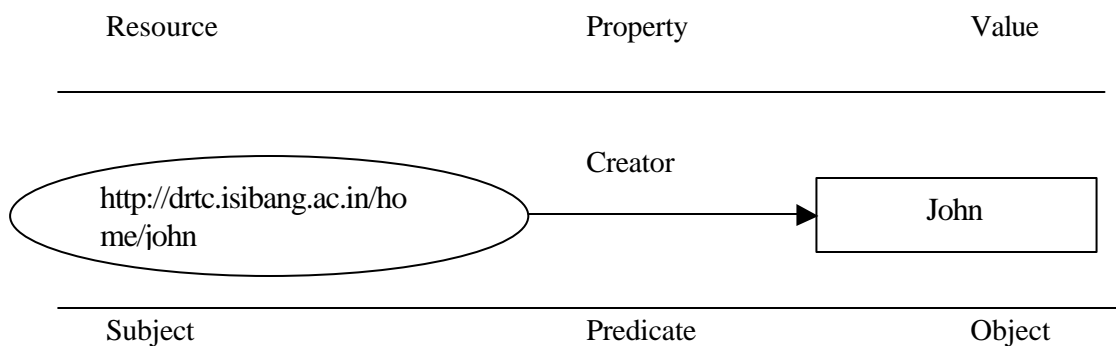 Resource Property Value
Creator
http://drtc.isibang.ac.in/ho
me/john
John
Subject Predicate Object